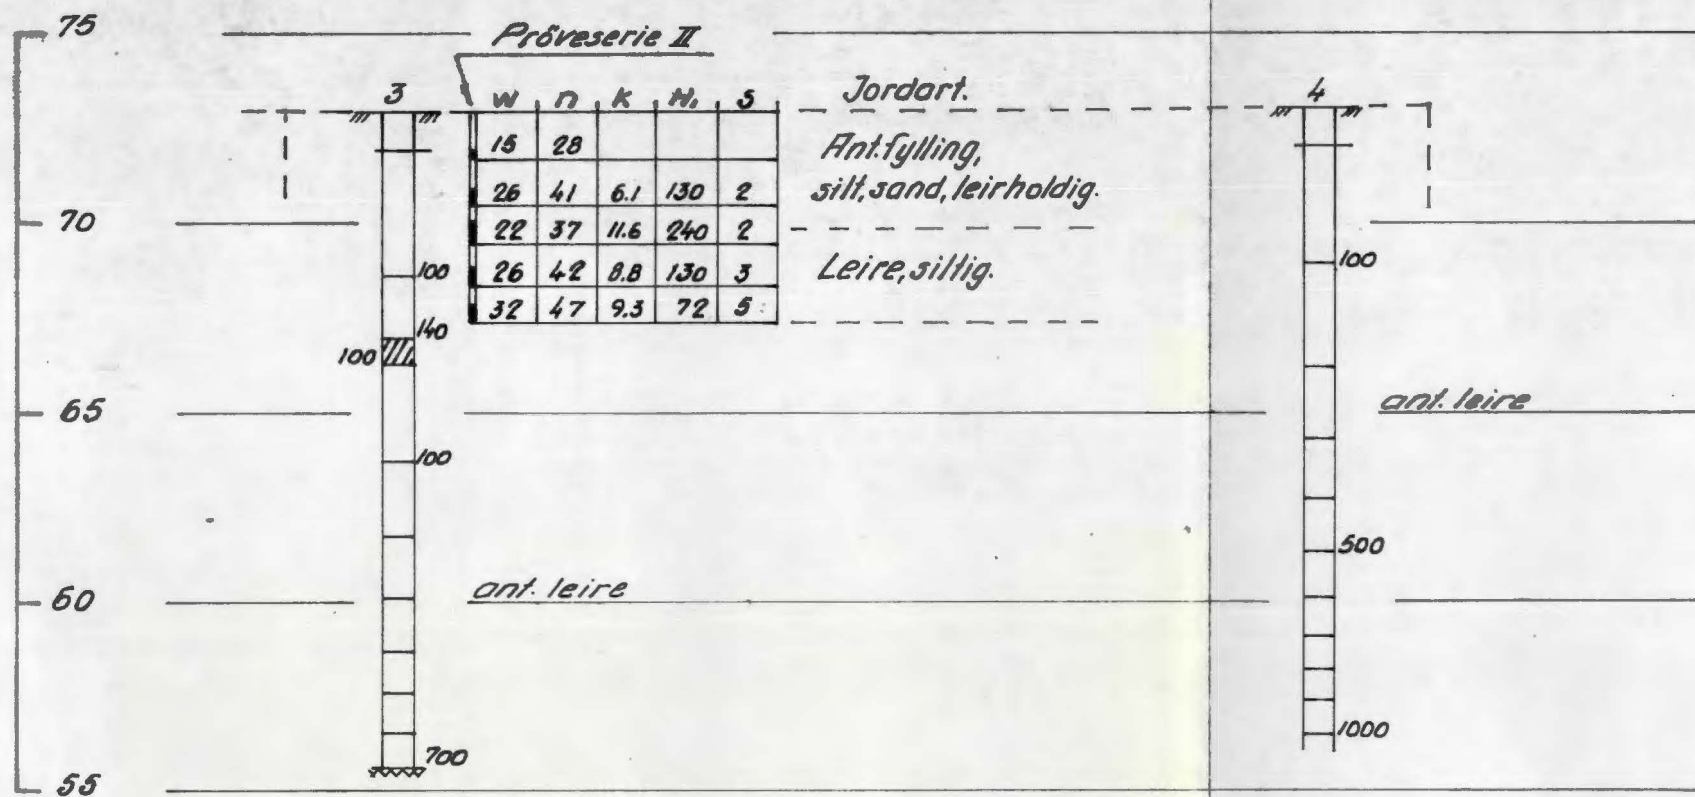 75
Pröveserie II
3
W n k H₁ S
Jordart.
4
15 28
Ant. fylling,
26 41 6.1 130 2
silt, sand, leirholdig.
70
22 37 11.6 240 2
26 42 8.8 130 3
Leire, siltig.
100
100
32 47 9.3 72 5
140
100
65
ant. leire
100
500
60
ant. leire
1000
700
55